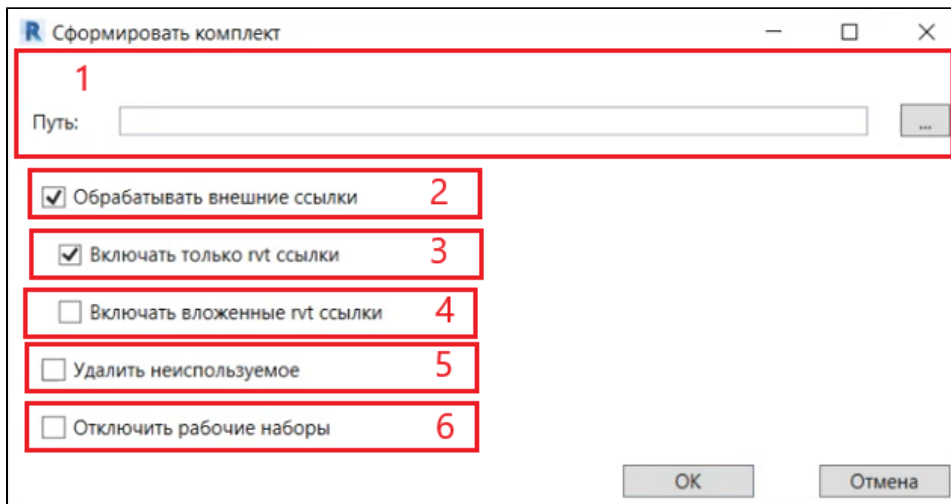 R Сформировать комплект
1
Путь:
...
Обрабатывать внешние ссылки 2
Включать только rvt ссылки 3
Включать вложенные rvt ссылки 4
Удалить неиспользуемое 5
Отключить рабочие наборы 6
OK Отмена